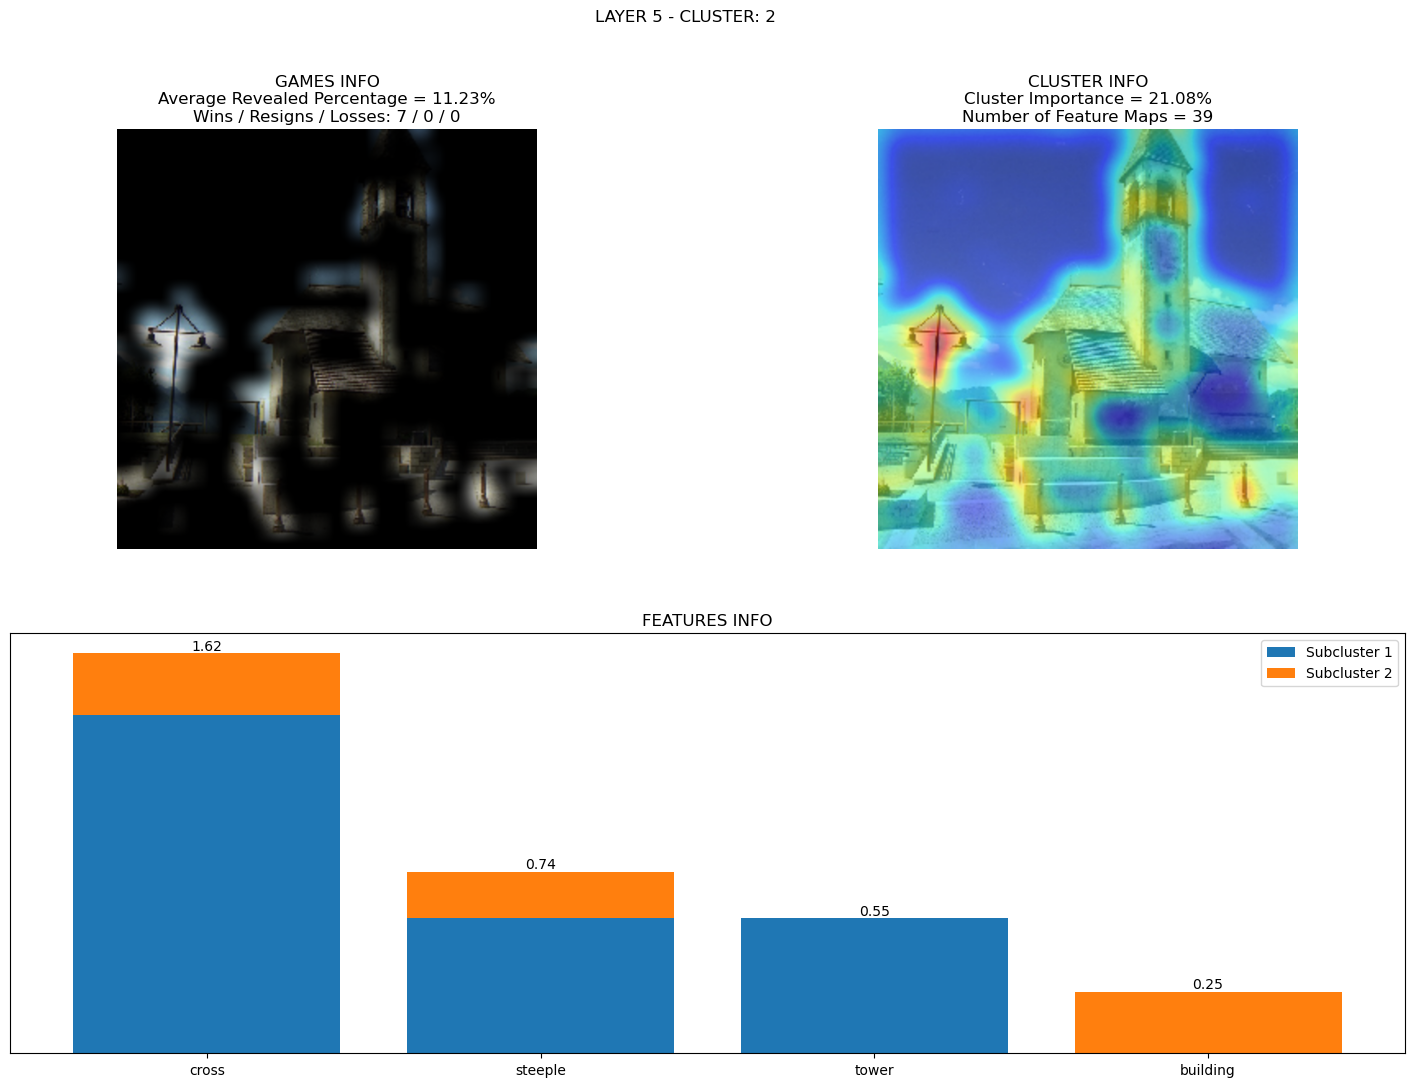 LAYER 5 - CLUSTER: 2
GAMES INFO
Average Revealed Percentage = 11.23%
Wins / Resigns / Losses: 7 / 0 / 0
CLUSTER INFO
Cluster Importance = 21.08%
Number of Feature Maps = 39
FEATURES INFO
Subcluster 1
Subcluster 2
1.62
0.74
0.55
0.25
cross
steeple
tower
building